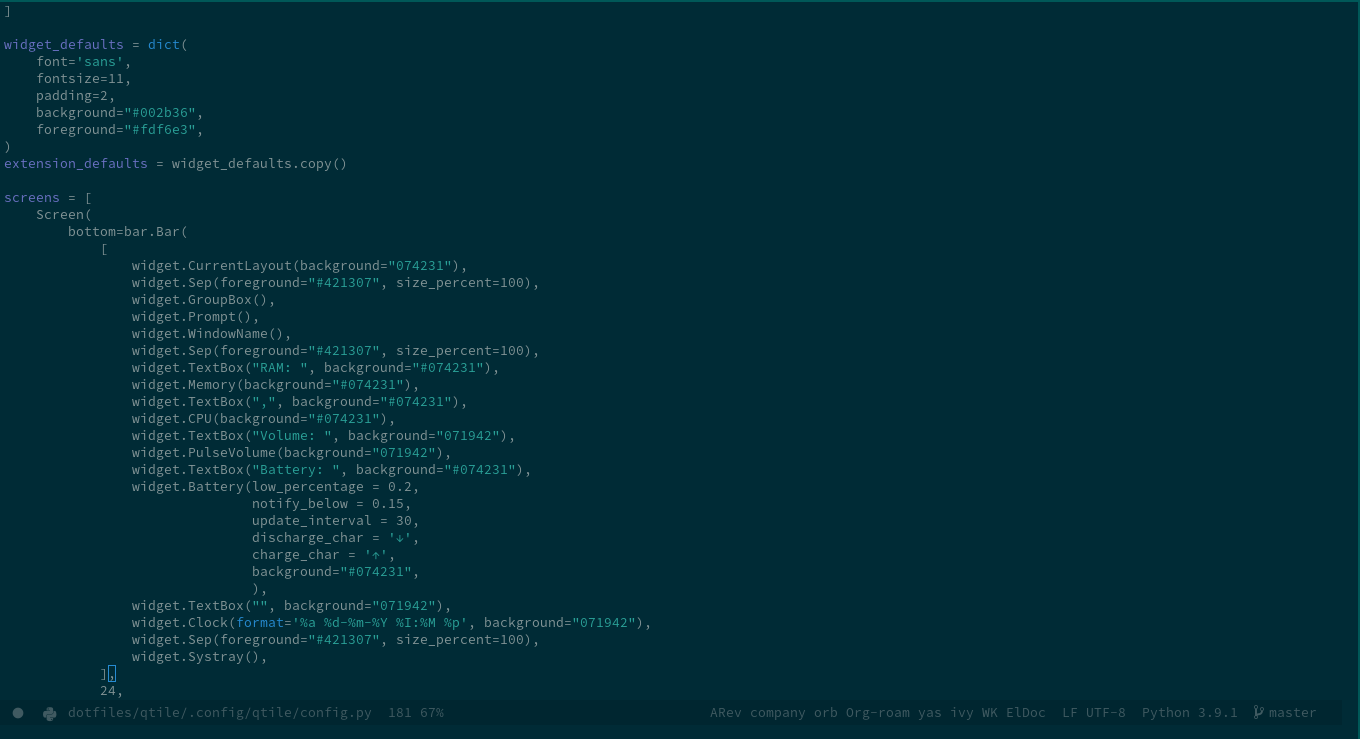 ]
widget_defaults = dict(
    font='sans',
    fontsize=11,
    padding=2,
    background="#002b36",
    foreground="#fdf6e3",
)
extension_defaults = widget_defaults.copy()
screens = [
    Screen(
        bottom=bar.Bar(
            [
                widget.CurrentLayout(background="074231"),
                widget.Sep(foreground="#421307", size_percent=100),
                widget.GroupBox(),
                widget.Prompt(),
                widget.WindowName(),
                widget.Sep(foreground="#421307", size_percent=100),
                widget.TextBox("RAM: ", background="#074231"),
                widget.Memory(background="#074231"),
                widget.TextBox(",", background="#074231"),
                widget.CPU(background="#074231"),
                widget.TextBox("Volume: ", background="071942"),
                widget.PulseVolume(background="071942"),
                widget.TextBox("Battery: ", background="#074231"),
                widget.Battery(low_percentage = 0.2,
                               notify_below = 0.15,
                               update_interval = 30,
                               discharge_char = '↓',
                               charge_char = '↑',
                               background="#074231",
                               ),
                widget.TextBox("", background="071942"),
                widget.Clock(format='%a %d-%m-%Y %I:%M %p', background="071942"),
                widget.Sep(foreground="#421307", size_percent=100),
                widget.Systray(),
            ],
            24,
dotfiles/qtile/.config/qtile/config.py  181 67%  ARev company orb Org-roam yas ivy WK ElDoc  LF UTF-8  Python 3.9.1  master